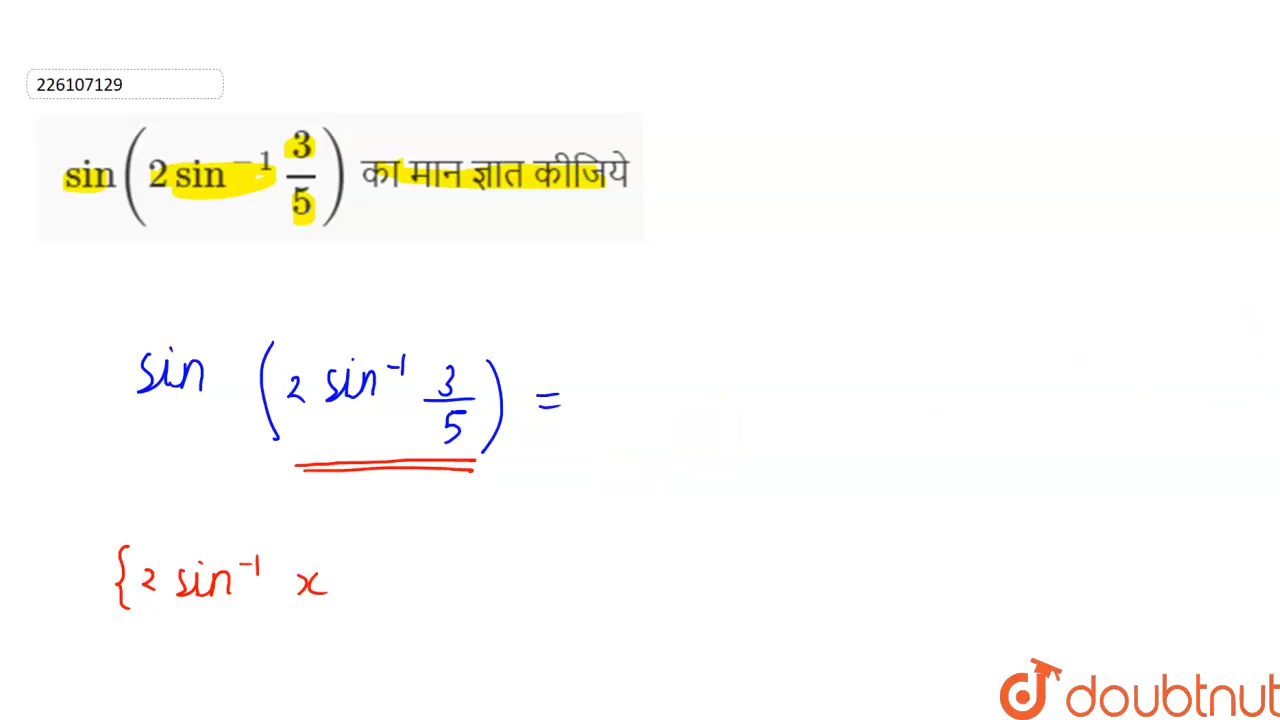 226107129
sin(2 sin⁻¹ 3/5) का मान ज्ञात कीजिये
sin (2 sin⁻¹ 3/5) =
{2 sin⁻¹ x
doubtnut